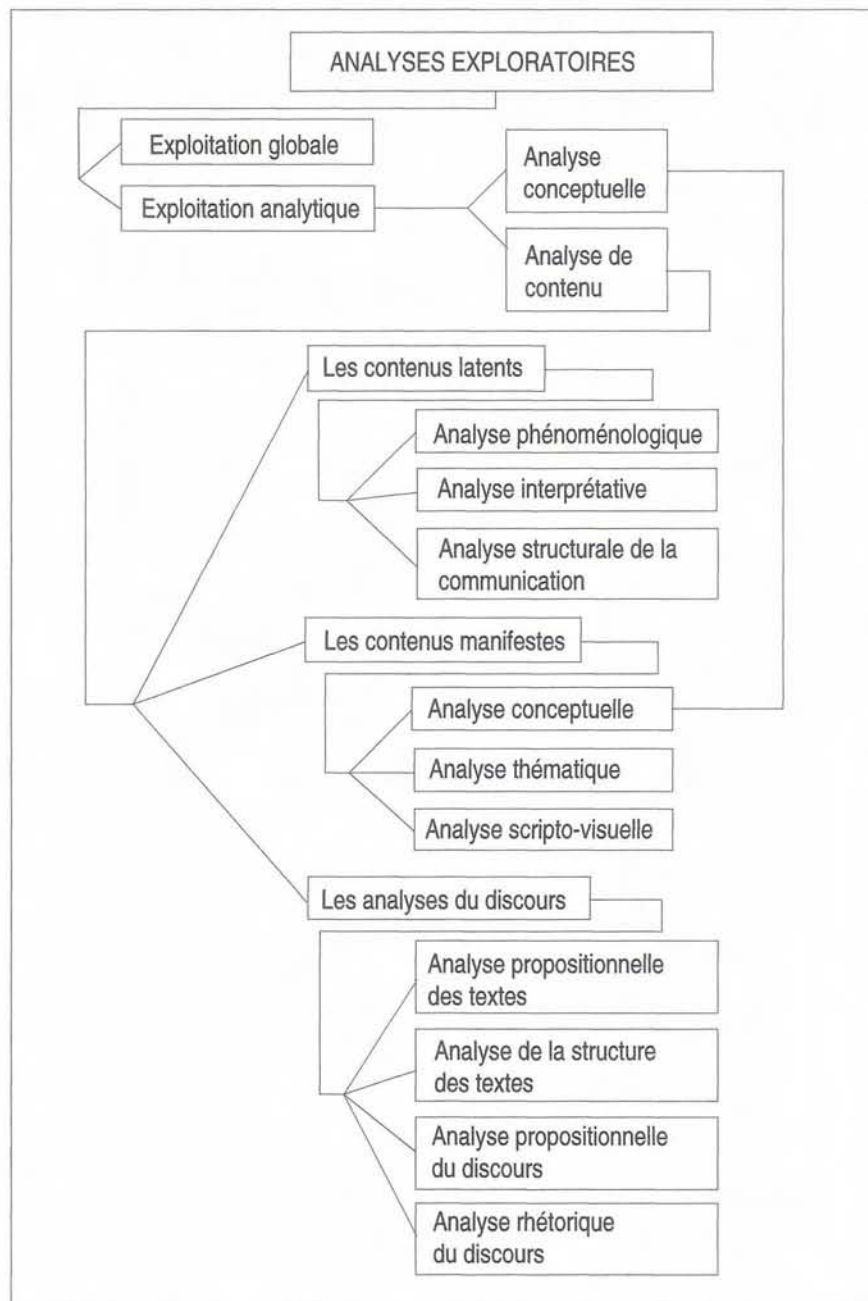 ANALYSES EXPLORATOIRES
Exploitation globale
Exploitation analytique
Analyse
conceptuelle
Analyse de
contenu
Les contenus latents
Analyse phénoménologique
Analyse interprétative
Analyse structurale de la
communication
Les contenus manifestes
Analyse conceptuelle
Analyse thématique
Analyse scripto-visuelle
Les analyses du discours
Analyse propositionnelle
des textes
Analyse de la structure
des textes
Analyse propositionnelle
du discours
Analyse rhétorique
du discours